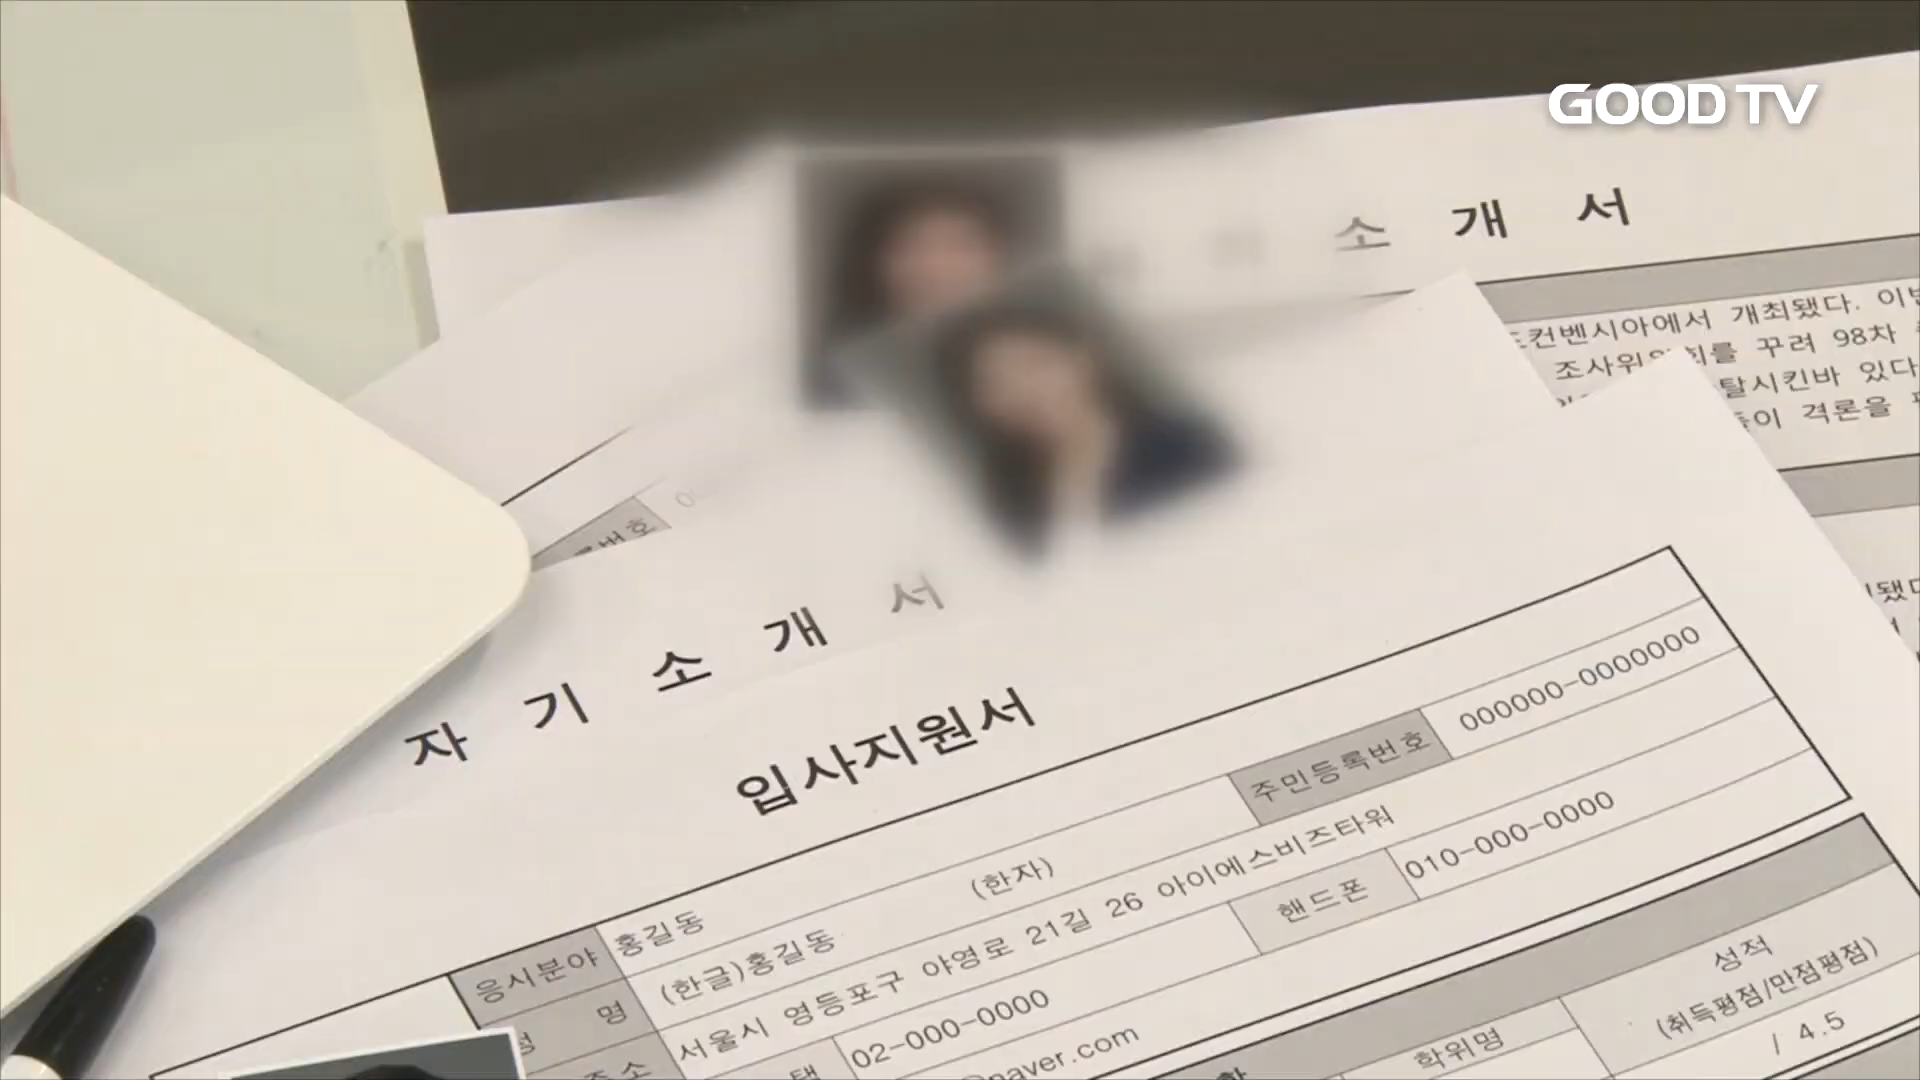 GOOD TV
소 개 서
컨벤시아에서 개최됐다.
조사위 를 꾸려 98차
탈시킨바 있다
이 격론을
번호
자 기 소 개 서
입사지원서
응시분야 홍길동
주민등록번호 000000-0000000
명 (한글)홍길동 (한자)
서울시 영등포구 야영로 21길 26 아이에스비즈타워
택 02-000-0000 핸드폰 010-000-0000
naver.com
학위명
성적
(취득평점/만점평점)
/ 4.5